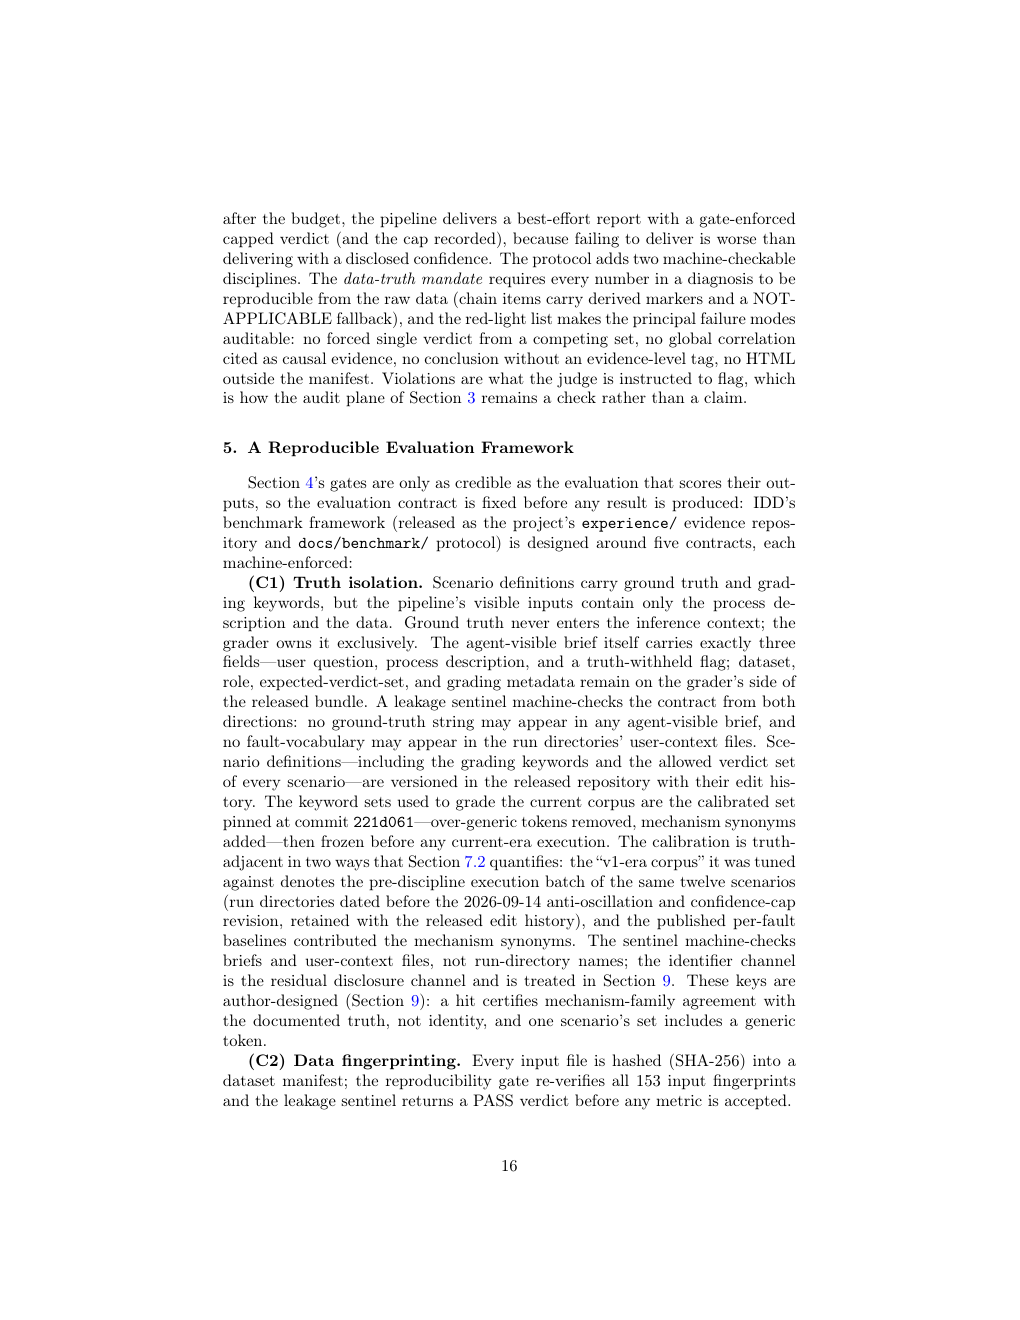 after the budget, the pipeline delivers a best-effort report with a gate-enforced
capped verdict (and the cap recorded), because failing to deliver is worse than
delivering with a disclosed confidence. The protocol adds two machine-checkable
disciplines. The data-truth mandate requires every number in a diagnosis to be
reproducible from the raw data (chain items carry derived markers and a NOT-
APPLICABLE fallback), and the red-light list makes the principal failure modes
auditable: no forced single verdict from a competing set, no global correlation
cited as causal evidence, no conclusion without an evidence-level tag, no HTML
outside the manifest. Violations are what the judge is instructed to flag, which
is how the audit plane of Section 3 remains a check rather than a claim.
5. A Reproducible Evaluation Framework
Section 4's gates are only as credible as the evaluation that scores their out-
puts, so the evaluation contract is fixed before any result is produced: IDD's
benchmark framework (released as the project's experience/ evidence repos-
itory and docs/benchmark/ protocol) is designed around five contracts, each
machine-enforced:
(C1) Truth isolation. Scenario definitions carry ground truth and grad-
ing keywords, but the pipeline's visible inputs contain only the process de-
scription and the data. Ground truth never enters the inference context; the
grader owns it exclusively. The agent-visible brief itself carries exactly three
fields—user question, process description, and a truth-withheld flag; dataset,
role, expected-verdict-set, and grading metadata remain on the grader's side of
the released bundle. A leakage sentinel machine-checks the contract from both
directions: no ground-truth string may appear in any agent-visible brief, and
no fault-vocabulary may appear in the run directories' user-context files. Sce-
nario definitions—including the grading keywords and the allowed verdict set
of every scenario—are versioned in the released repository with their edit his-
tory. The keyword sets used to grade the current corpus are the calibrated set
pinned at commit 221d061—over-generic tokens removed, mechanism synonyms
added—then frozen before any current-era execution. The calibration is truth-
adjacent in two ways that Section 7.2 quantifies: the “v1-era corpus” it was tuned
against denotes the pre-discipline execution batch of the same twelve scenarios
(run directories dated before the 2026-09-14 anti-oscillation and confidence-cap
revision, retained with the released edit history), and the published per-fault
baselines contributed the mechanism synonyms. The sentinel machine-checks
briefs and user-context files, not run-directory names; the identifier channel
is the residual disclosure channel and is treated in Section 9. These keys are
author-designed (Section 9): a hit certifies mechanism-family agreement with
the documented truth, not identity, and one scenario's set includes a generic
token.
(C2) Data fingerprinting. Every input file is hashed (SHA-256) into a
dataset manifest; the reproducibility gate re-verifies all 153 input fingerprints
and the leakage sentinel returns a PASS verdict before any metric is accepted.
16